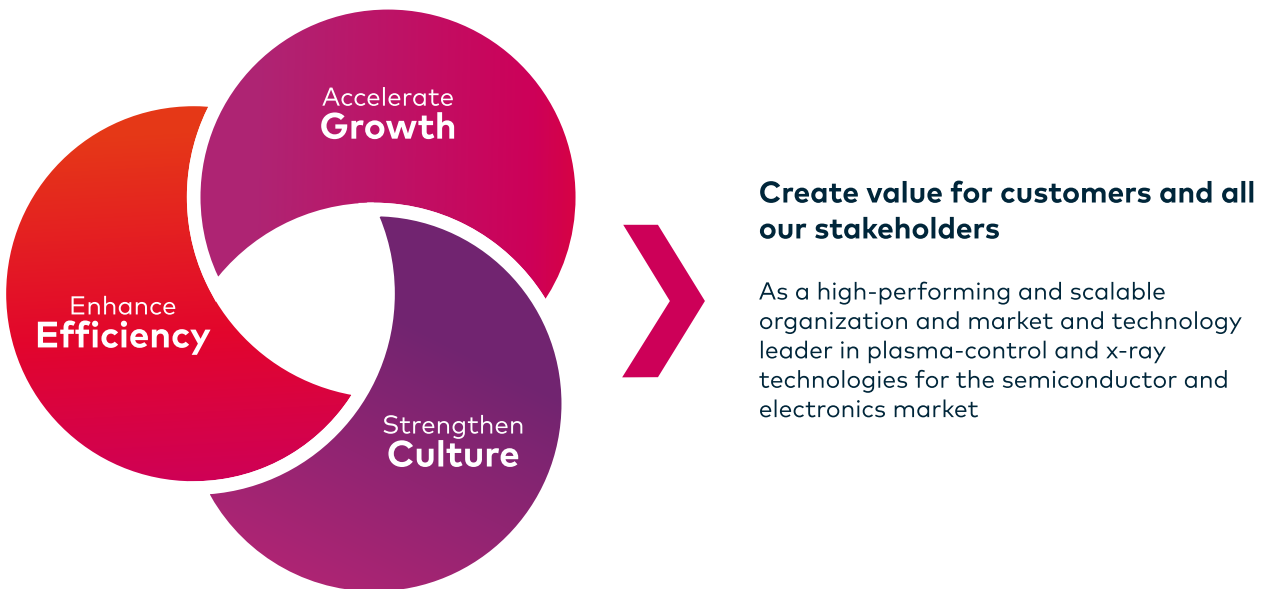 Accelerate
Growth
Enhance
Efficiency
Strengthen
Culture
Create value for customers and all
our stakeholders
As a high-performing and scalable
organization and market and technology
leader in plasma-control and x-ray
technologies for the semiconductor and
electronics market